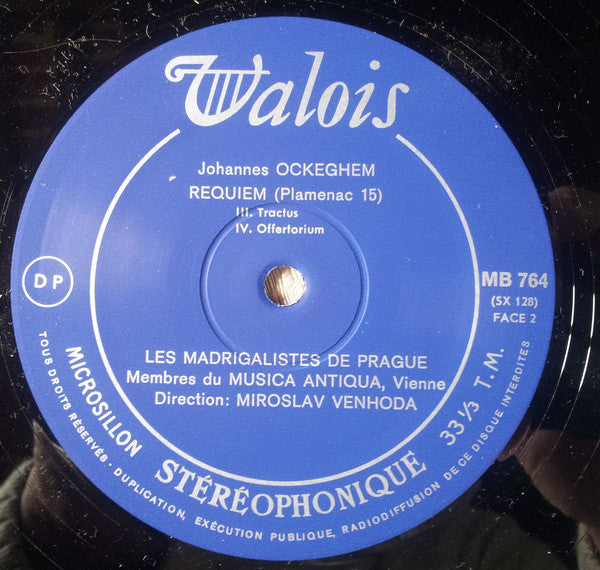 Valois
Johannes OCKEGHEM
REQUIEM (Plamenac 15)
III. Tractus
IV. Offertorium
DP
MB 764
(SX 128)
FACE 2
LES MADRIGALISTES DE PRAGUE
Membres du MUSICA ANTIQUA, Vienne
Direction: MIROSLAV VENHODA
MICROSILLON STÉRÉOPHONIQUE 33 1/3 T.M.
TOUS DROITS RÉSERVÉS - DUPLICATION, EXÉCUTION PUBLIQUE, RADIODIFFUSION DE CE DISQUE INTERDITES